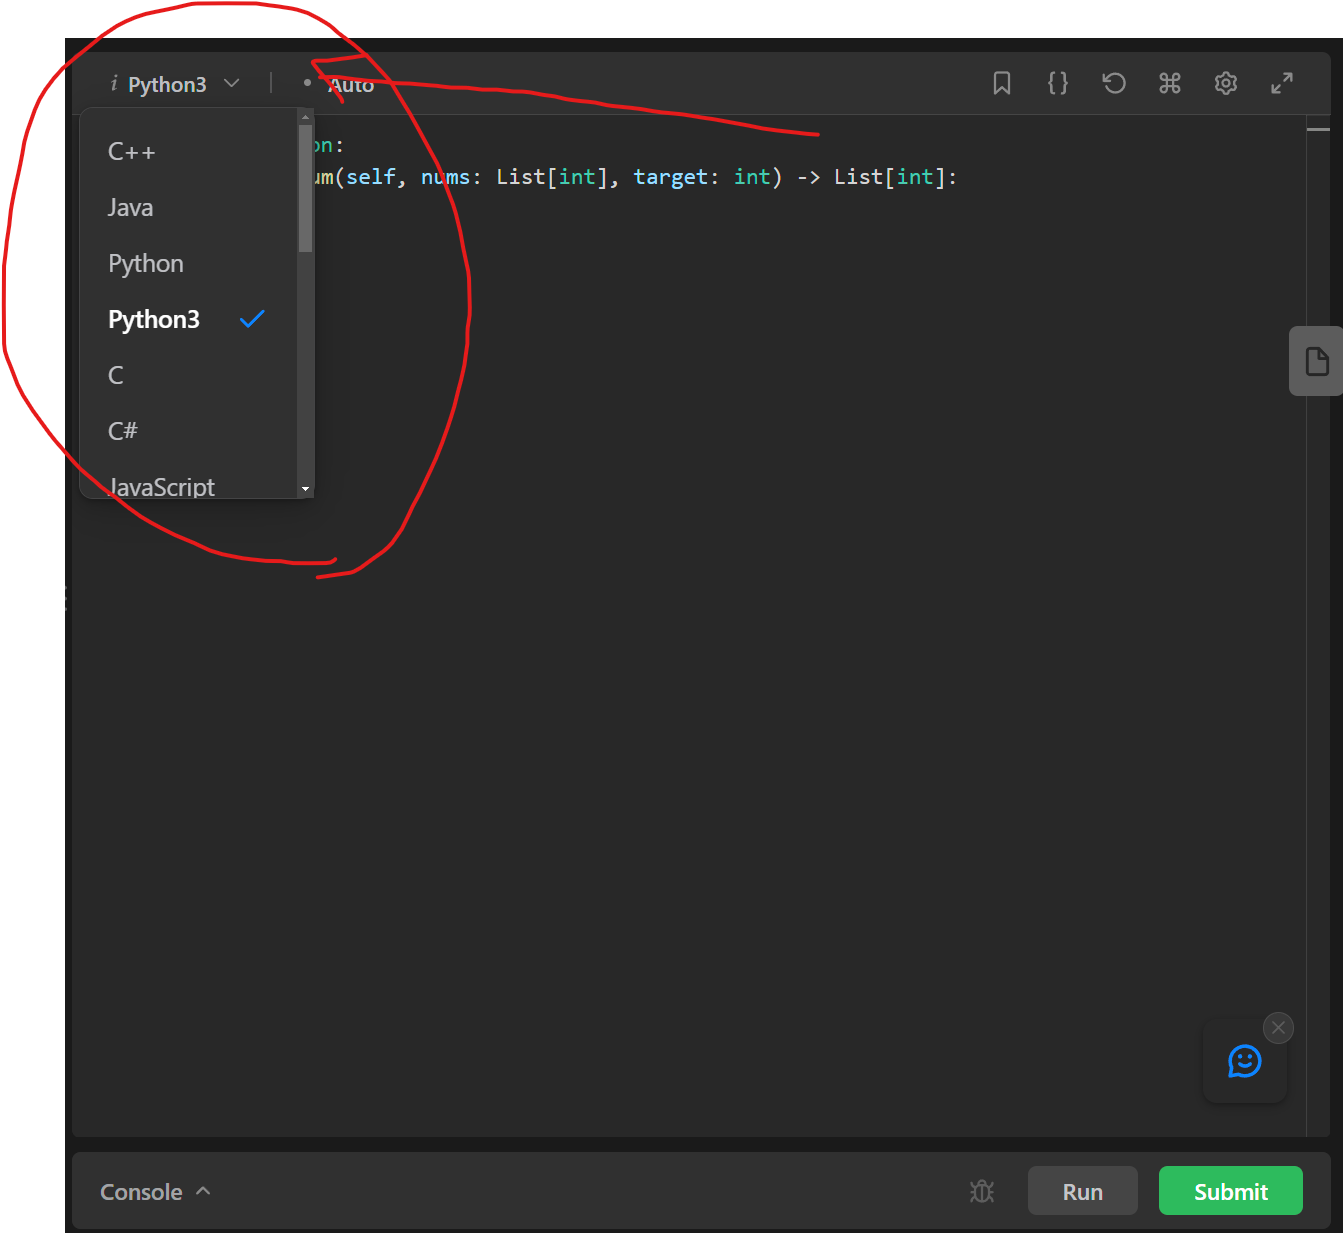 i Python3 Auto
C++
Java
Python
Python3
C
C#
JavaScript
on:
um(self, nums: List[int], target: int) -> List[int]:
Console
Run
Submit